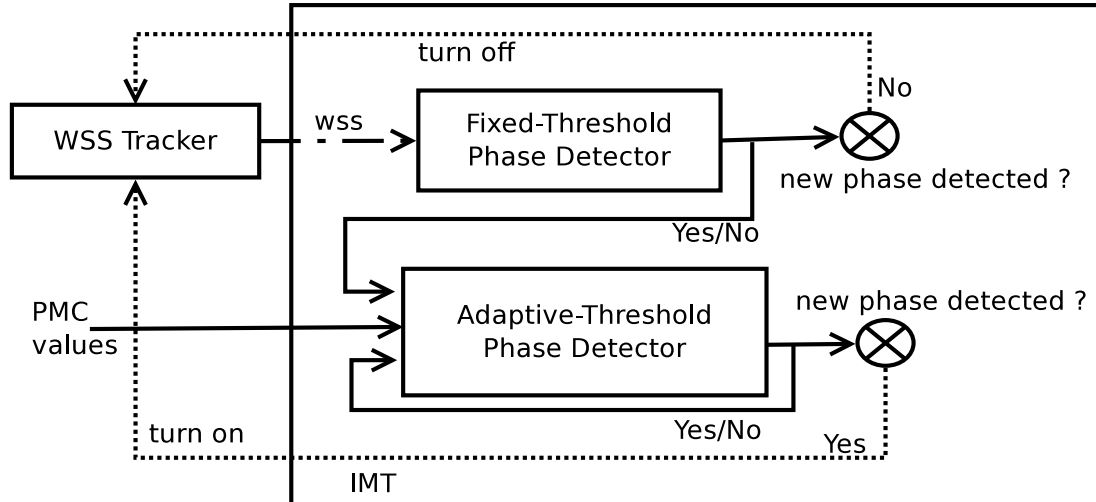 turn off
No
WSS Tracker
wss
Fixed-Threshold
Phase Detector
new phase detected ?
Yes/No
PMC
values
Adaptive-Threshold
Phase Detector
new phase detected ?
Yes/No
turn on
Yes
IMT